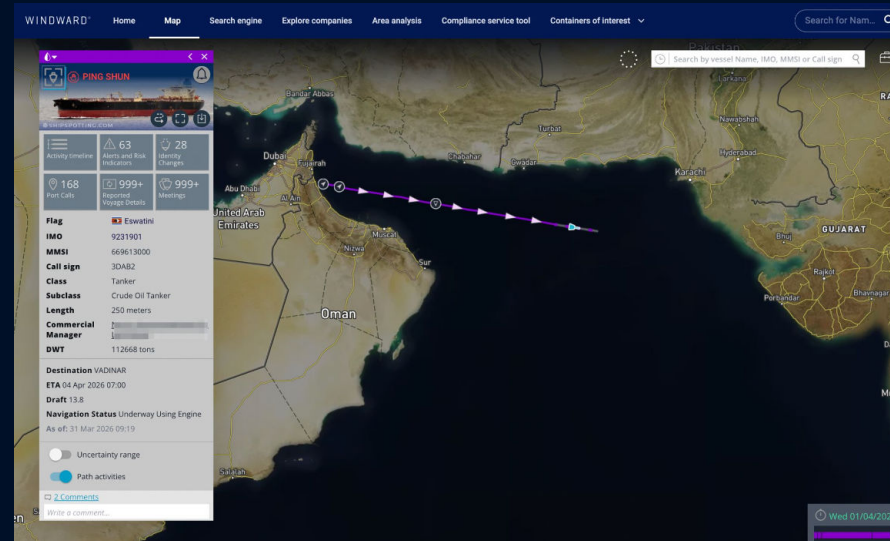 WINDWARD
Home
Map
Search engine
Explore companies
Area analysis
Compliance service tool
Containers of interest
Search for Nam...
Search by vessel Name, IMO, MMSI or Call sign
PING SHUN
© SHIPSPOTTING.COM
Activity timeline
63
Alerts and Risk
Indicators
28
Identity
Changes
168
Port Calls
999+
Reported
Voyage Details
999+
Meetings
Flag Eswatini
IMO 9231901
MMSI 669613000
Call sign 3DAB2
Class Tanker
Subclass Crude Oil Tanker
Length 250 meters
Commercial
Manager
DWT 112668 tons
Destination VADINAR
ETA 04 Apr 2026 07:00
Draft 13.8
Navigation Status Underway Using Engine
As of: 31 Mar 2026 09:19
Uncertainty range
Path activities
2 Comments
Write a comment...
Pakistan
Larkana
Bandar Abbas
Nawabshah
Turbat
Dubai
Fujairah
Chabahar
Gwadar
Hyderabad
Karachi
Abu Dhabi
Al Ain
United Arab
Emirates
Muscat
Nizwa
Sur
Bhuj
GUJARAT
Rajkot
Porbandar
Bhavnagar
Oman
Salalah
Wed 01/04/202